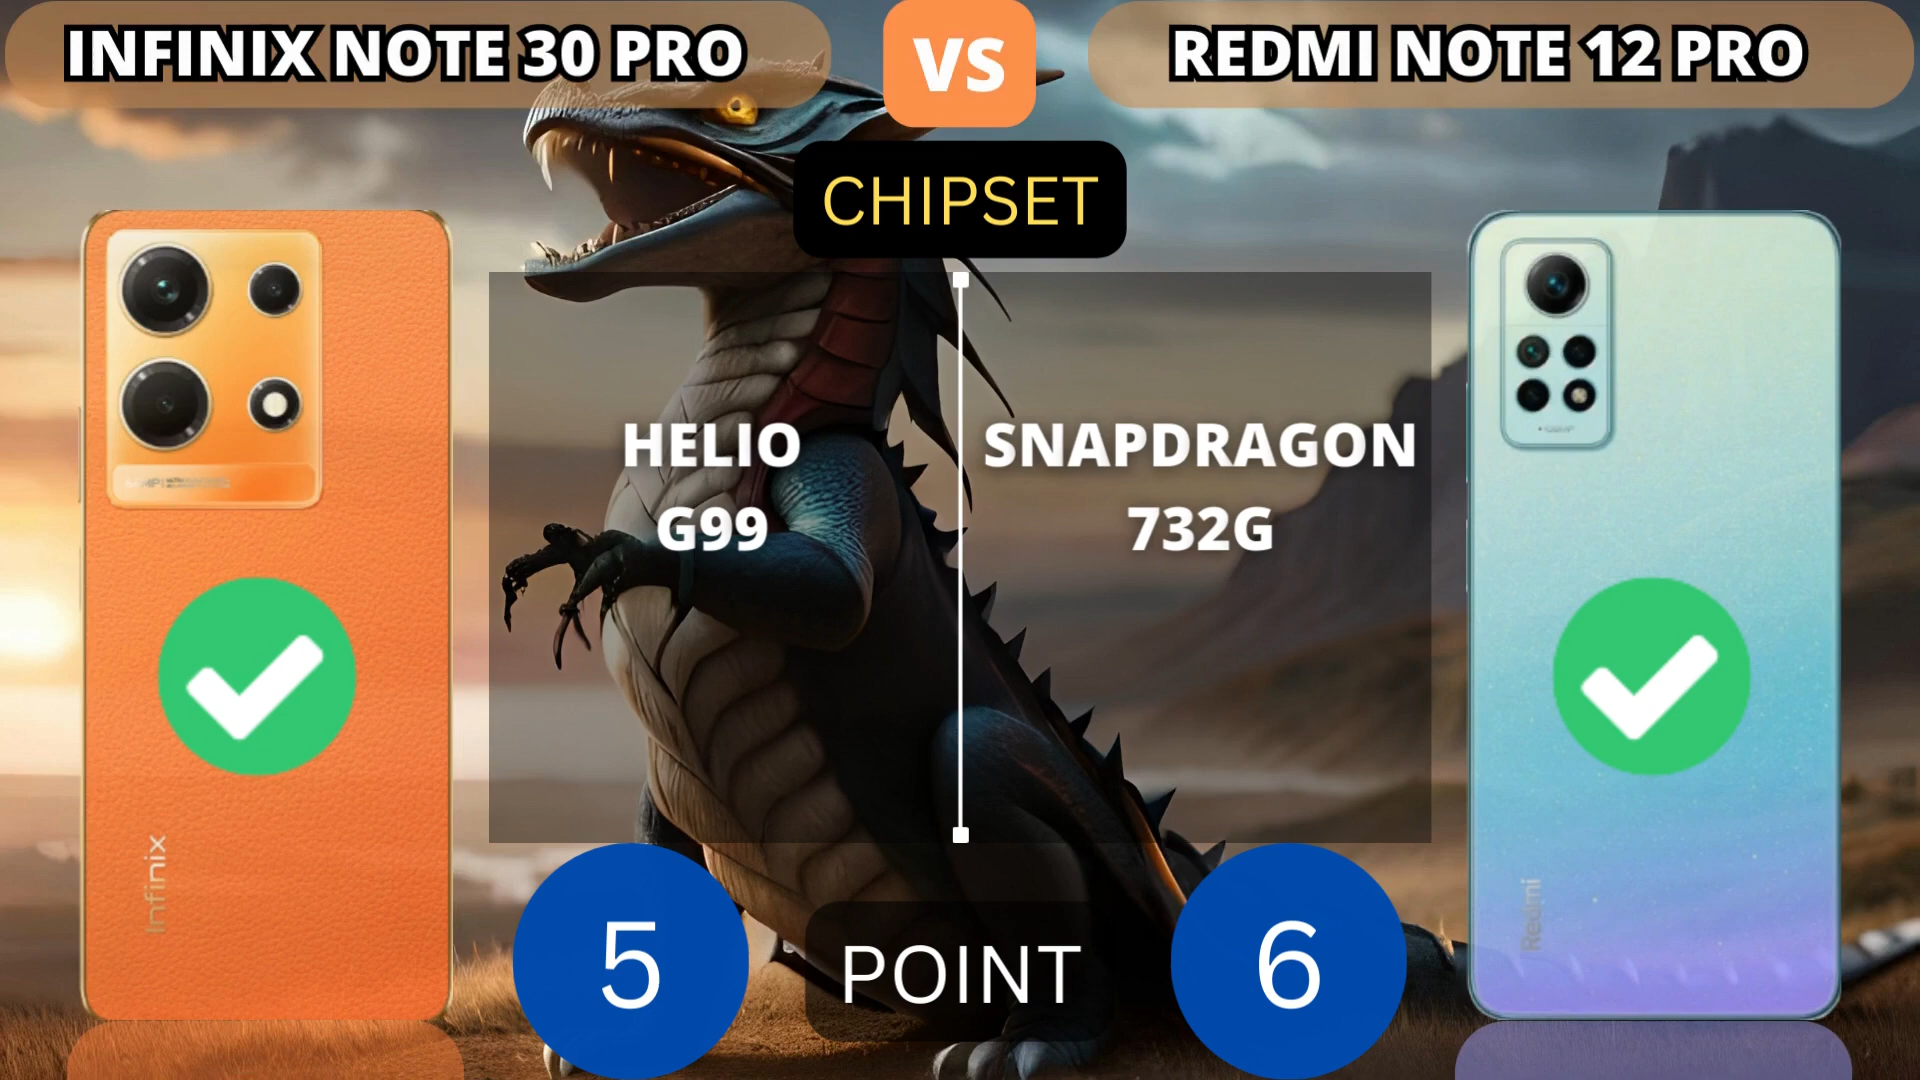 INFINIX NOTE 30 PRO
VS
REDMI NOTE 12 PRO
CHIPSET
HELIO
G99
SNAPDRAGON
732G
Infinix
Redmi
5
POINT
6